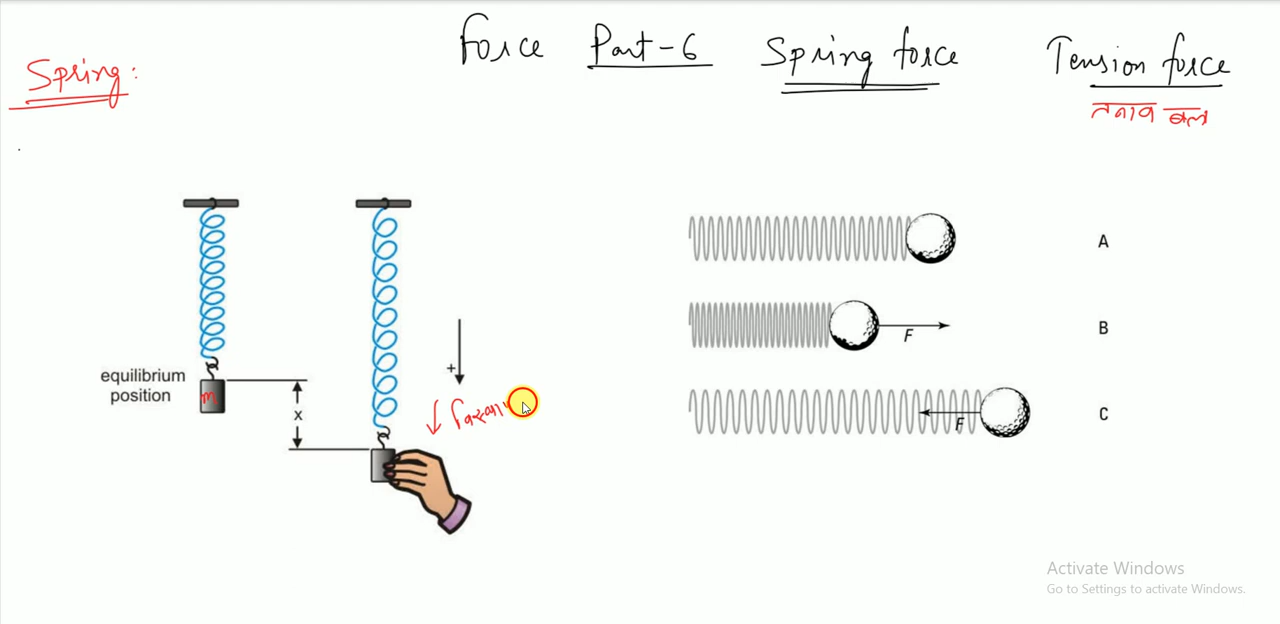 Force Part-6 Spring force Tension force
तनाव बल
Spring:
equilibrium
position
m
x
+
A
F
B
F
C
Activate Windows
Go to Settings to activate Windows.